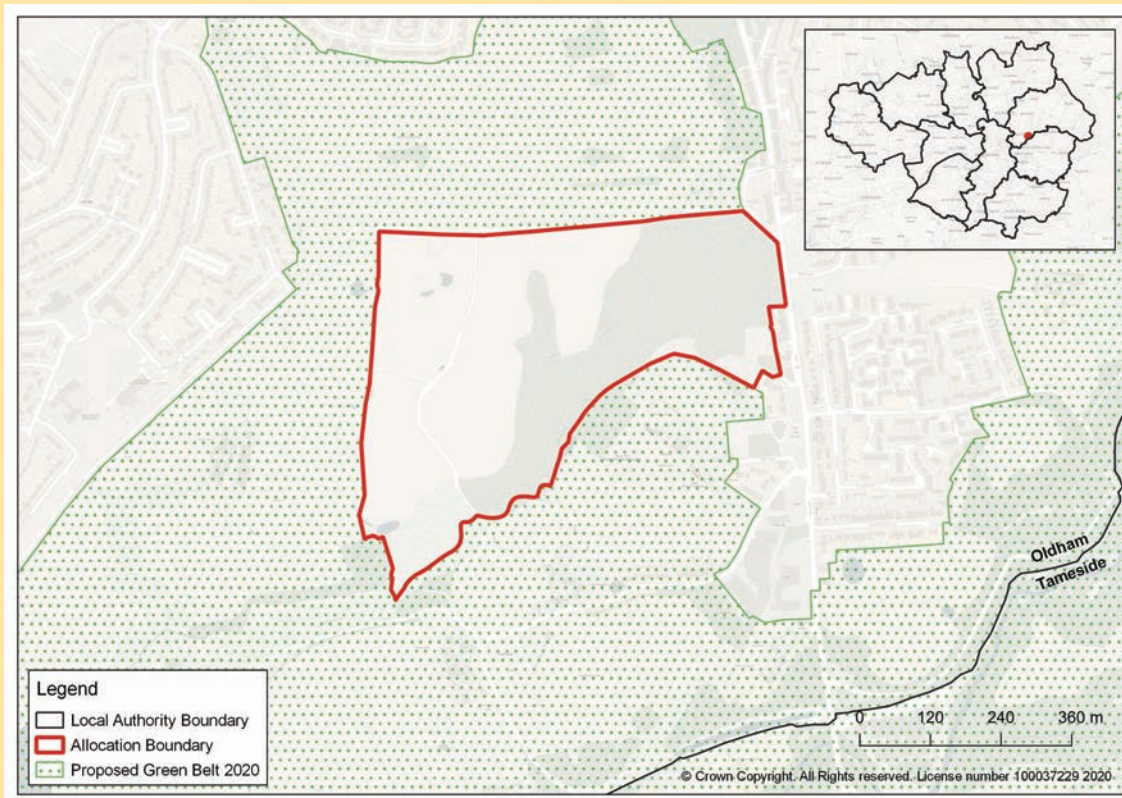 Oldham
Tameside
Legend
Local Authority Boundary
Allocation Boundary
Proposed Green Belt 2020
0 120 240 360 m
© Crown Copyright. All Rights reserved. License number 100037229 2020